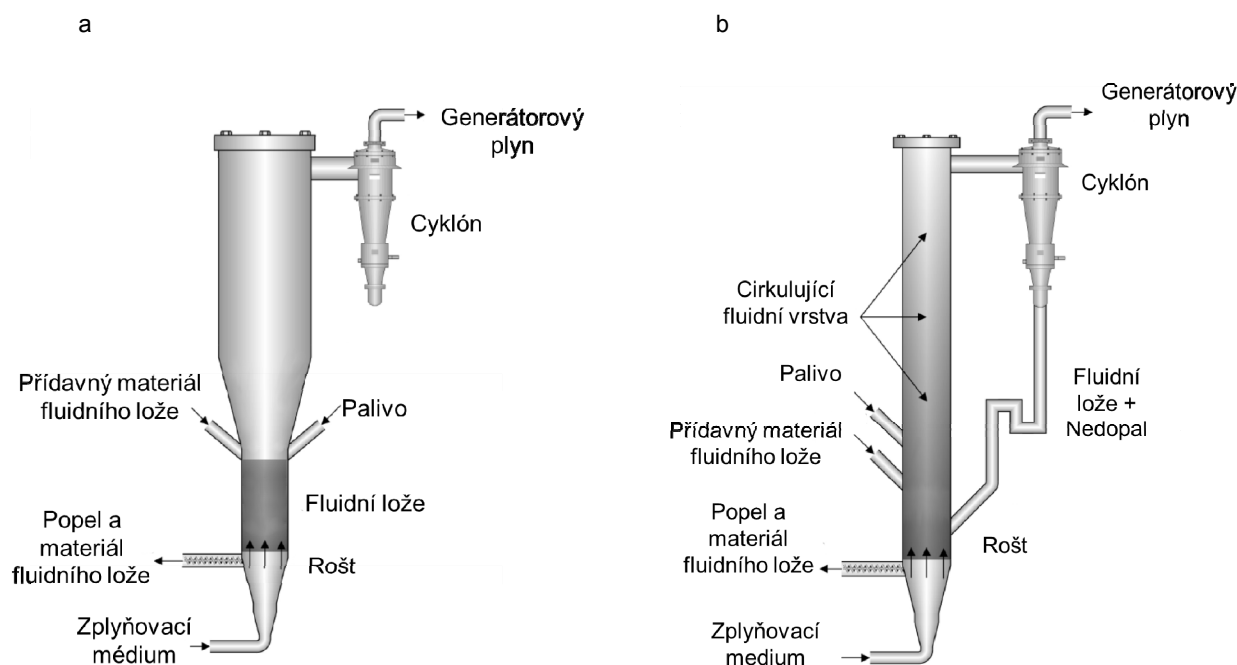 a
Generátorový
plyn
Cyklón
Přídavný materiál
fluidního lože
Palivo
Fluidní lože
Popel a
materiál
fluidního lože
Rošt
Zplyňovací
médium
b
Generátorový
plyn
Cyklón
Cirkulující
fluidní vrstva
Palivo
Fluidní
lože +
Nedopal
Přídavný materiál
fluidního lože
Popel a
materiál
fluidního lože
Rošt
Zplyňovací
medium